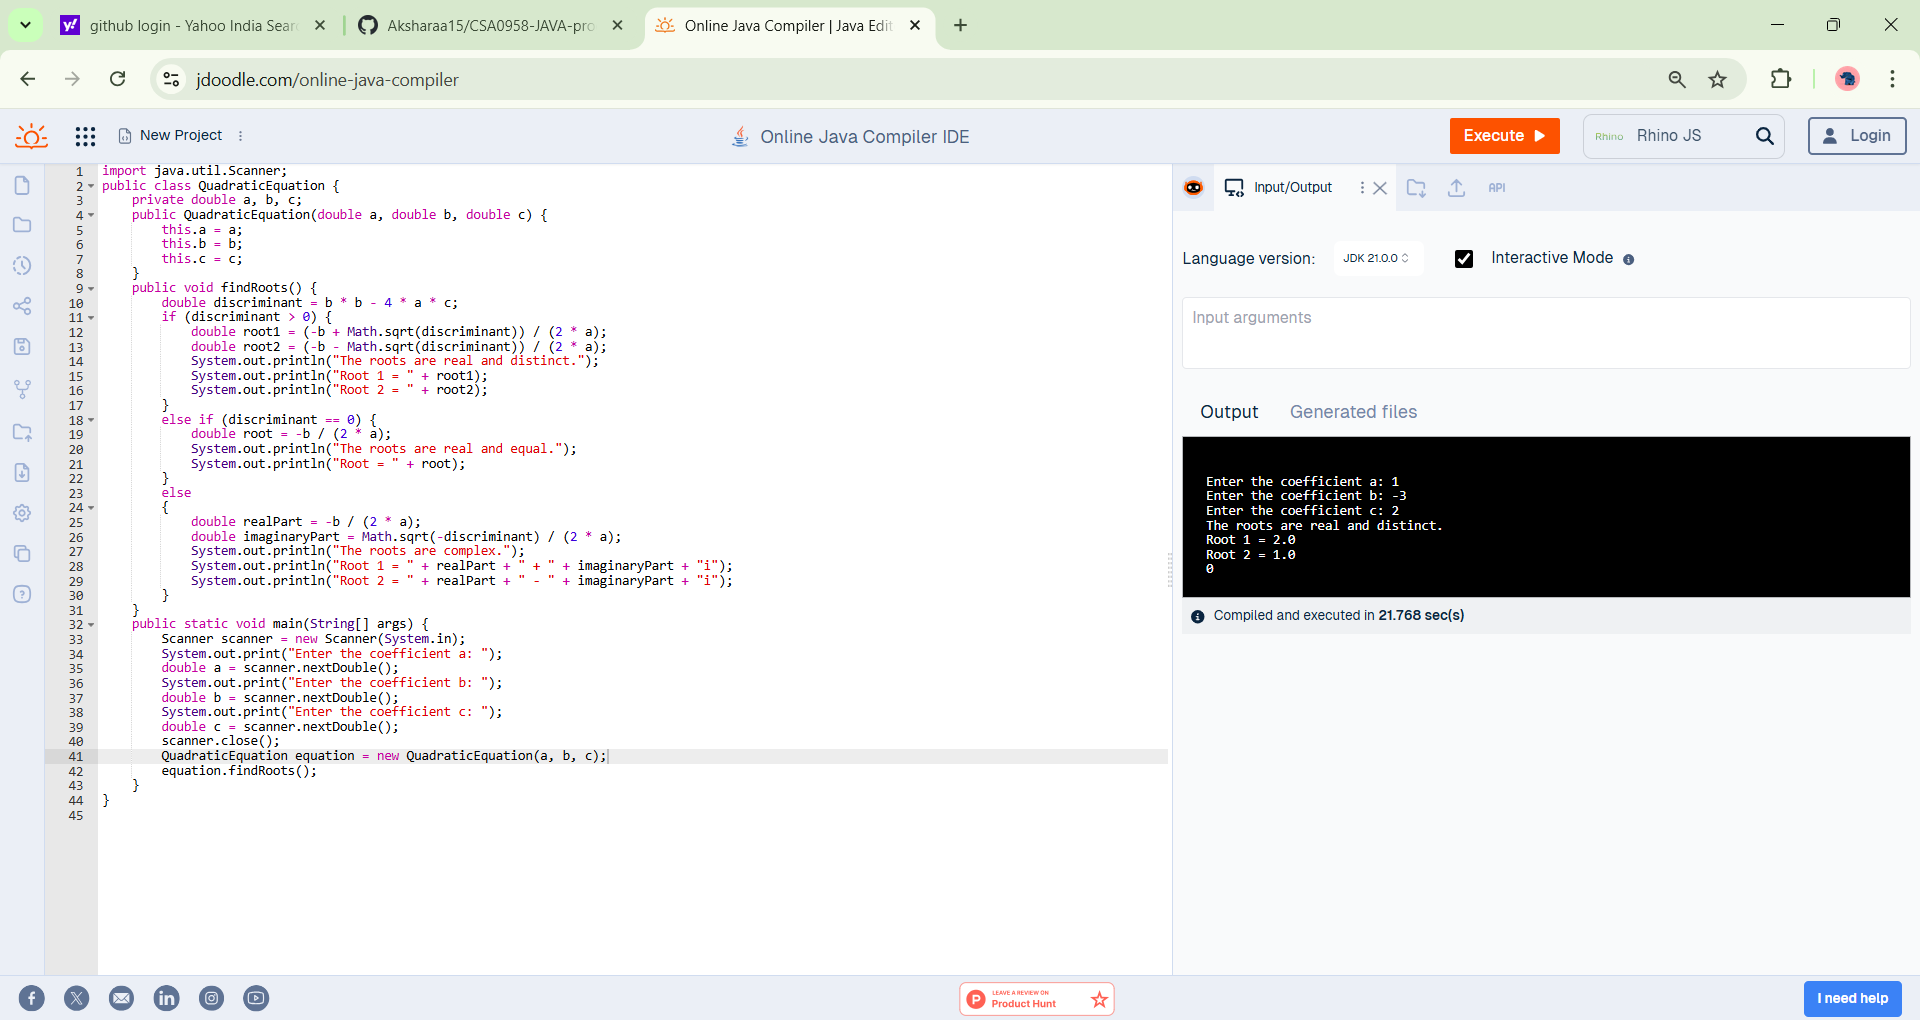 github login - Yahoo India Sear
Aksharaa15/CSA0958-JAVA-pro
Online Java Compiler | Java Edit
jdoodle.com/online-java-compiler
New Project
Online Java Compiler IDE
Execute
Rhino Rhino JS
Login
1 import java.util.Scanner;
2 public class QuadraticEquation {
3 private double a, b, c;
4 public QuadraticEquation(double a, double b, double c) {
5 this.a = a;
6 this.b = b;
7 this.c = c;
8 }
9 public void findRoots() {
10 double discriminant = b * b - 4 * a * c;
11 if (discriminant > 0) {
12 double root1 = (-b + Math.sqrt(discriminant)) / (2 * a);
13 double root2 = (-b - Math.sqrt(discriminant)) / (2 * a);
14 System.out.println("The roots are real and distinct.");
15 System.out.println("Root 1 = " + root1);
16 System.out.println("Root 2 = " + root2);
17 }
18 else if (discriminant == 0) {
19 double root = -b / (2 * a);
20 System.out.println("The roots are real and equal.");
21 System.out.println("Root = " + root);
22 }
23 else
24 {
25 double realPart = -b / (2 * a);
26 double imaginaryPart = Math.sqrt(-discriminant) / (2 * a);
27 System.out.println("The roots are complex.");
28 System.out.println("Root 1 = " + realPart + " + " + imaginaryPart + "i");
29 System.out.println("Root 2 = " + realPart + " - " + imaginaryPart + "i");
30 }
31 }
32 public static void main(String[] args) {
33 Scanner scanner = new Scanner(System.in);
34 System.out.print("Enter the coefficient a: ");
35 double a = scanner.nextDouble();
36 System.out.print("Enter the coefficient b: ");
37 double b = scanner.nextDouble();
38 System.out.print("Enter the coefficient c: ");
39 double c = scanner.nextDouble();
40 scanner.close();
41 QuadraticEquation equation = new QuadraticEquation(a, b, c);
42 equation.findRoots();
43 }
44 }
45
Input/Output
API
Language version:
JDK 21.0.0
Interactive Mode
Input arguments
Output
Generated files
Enter the coefficient a: 1
Enter the coefficient b: -3
Enter the coefficient c: 2
The roots are real and distinct.
Root 1 = 2.0
Root 2 = 1.0
0
Compiled and executed in 21.768 sec(s)
LEAVE A REVIEW ON
Product Hunt
I need help